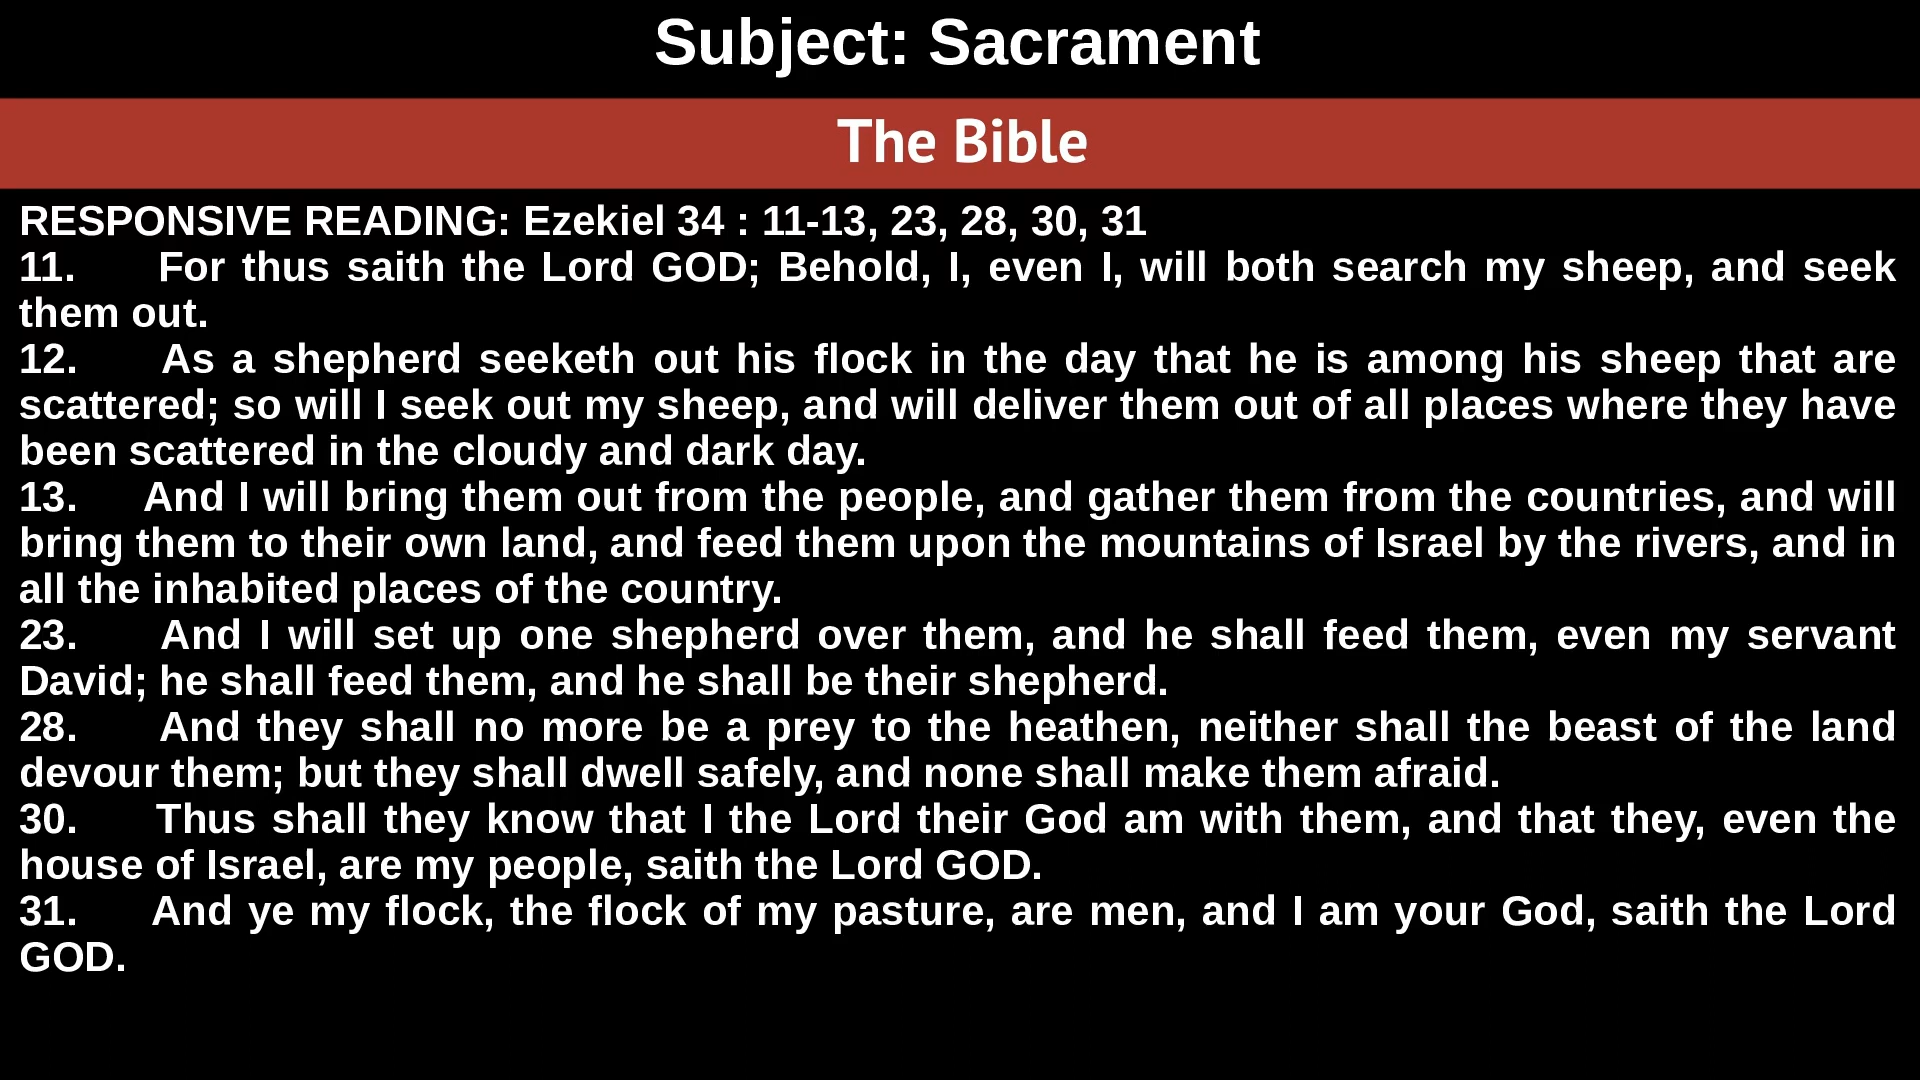 Subject: Sacrament
The Bible
RESPONSIVE READING: Ezekiel 34 : 11-13, 23, 28, 30, 31
11. For thus saith the Lord GOD; Behold, I, even I, will both search my sheep, and seek
them out.
12. As a shepherd seeketh out his flock in the day that he is among his sheep that are
scattered; so will I seek out my sheep, and will deliver them out of all places where they have
been scattered in the cloudy and dark day.
13. And I will bring them out from the people, and gather them from the countries, and will
bring them to their own land, and feed them upon the mountains of Israel by the rivers, and in
all the inhabited places of the country.
23. And I will set up one shepherd over them, and he shall feed them, even my servant
David; he shall feed them, and he shall be their shepherd.
28. And they shall no more be a prey to the heathen, neither shall the beast of the land
devour them; but they shall dwell safely, and none shall make them afraid.
30. Thus shall they know that I the Lord their God am with them, and that they, even the
house of Israel, are my people, saith the Lord GOD.
31. And ye my flock, the flock of my pasture, are men, and I am your God, saith the Lord
GOD.